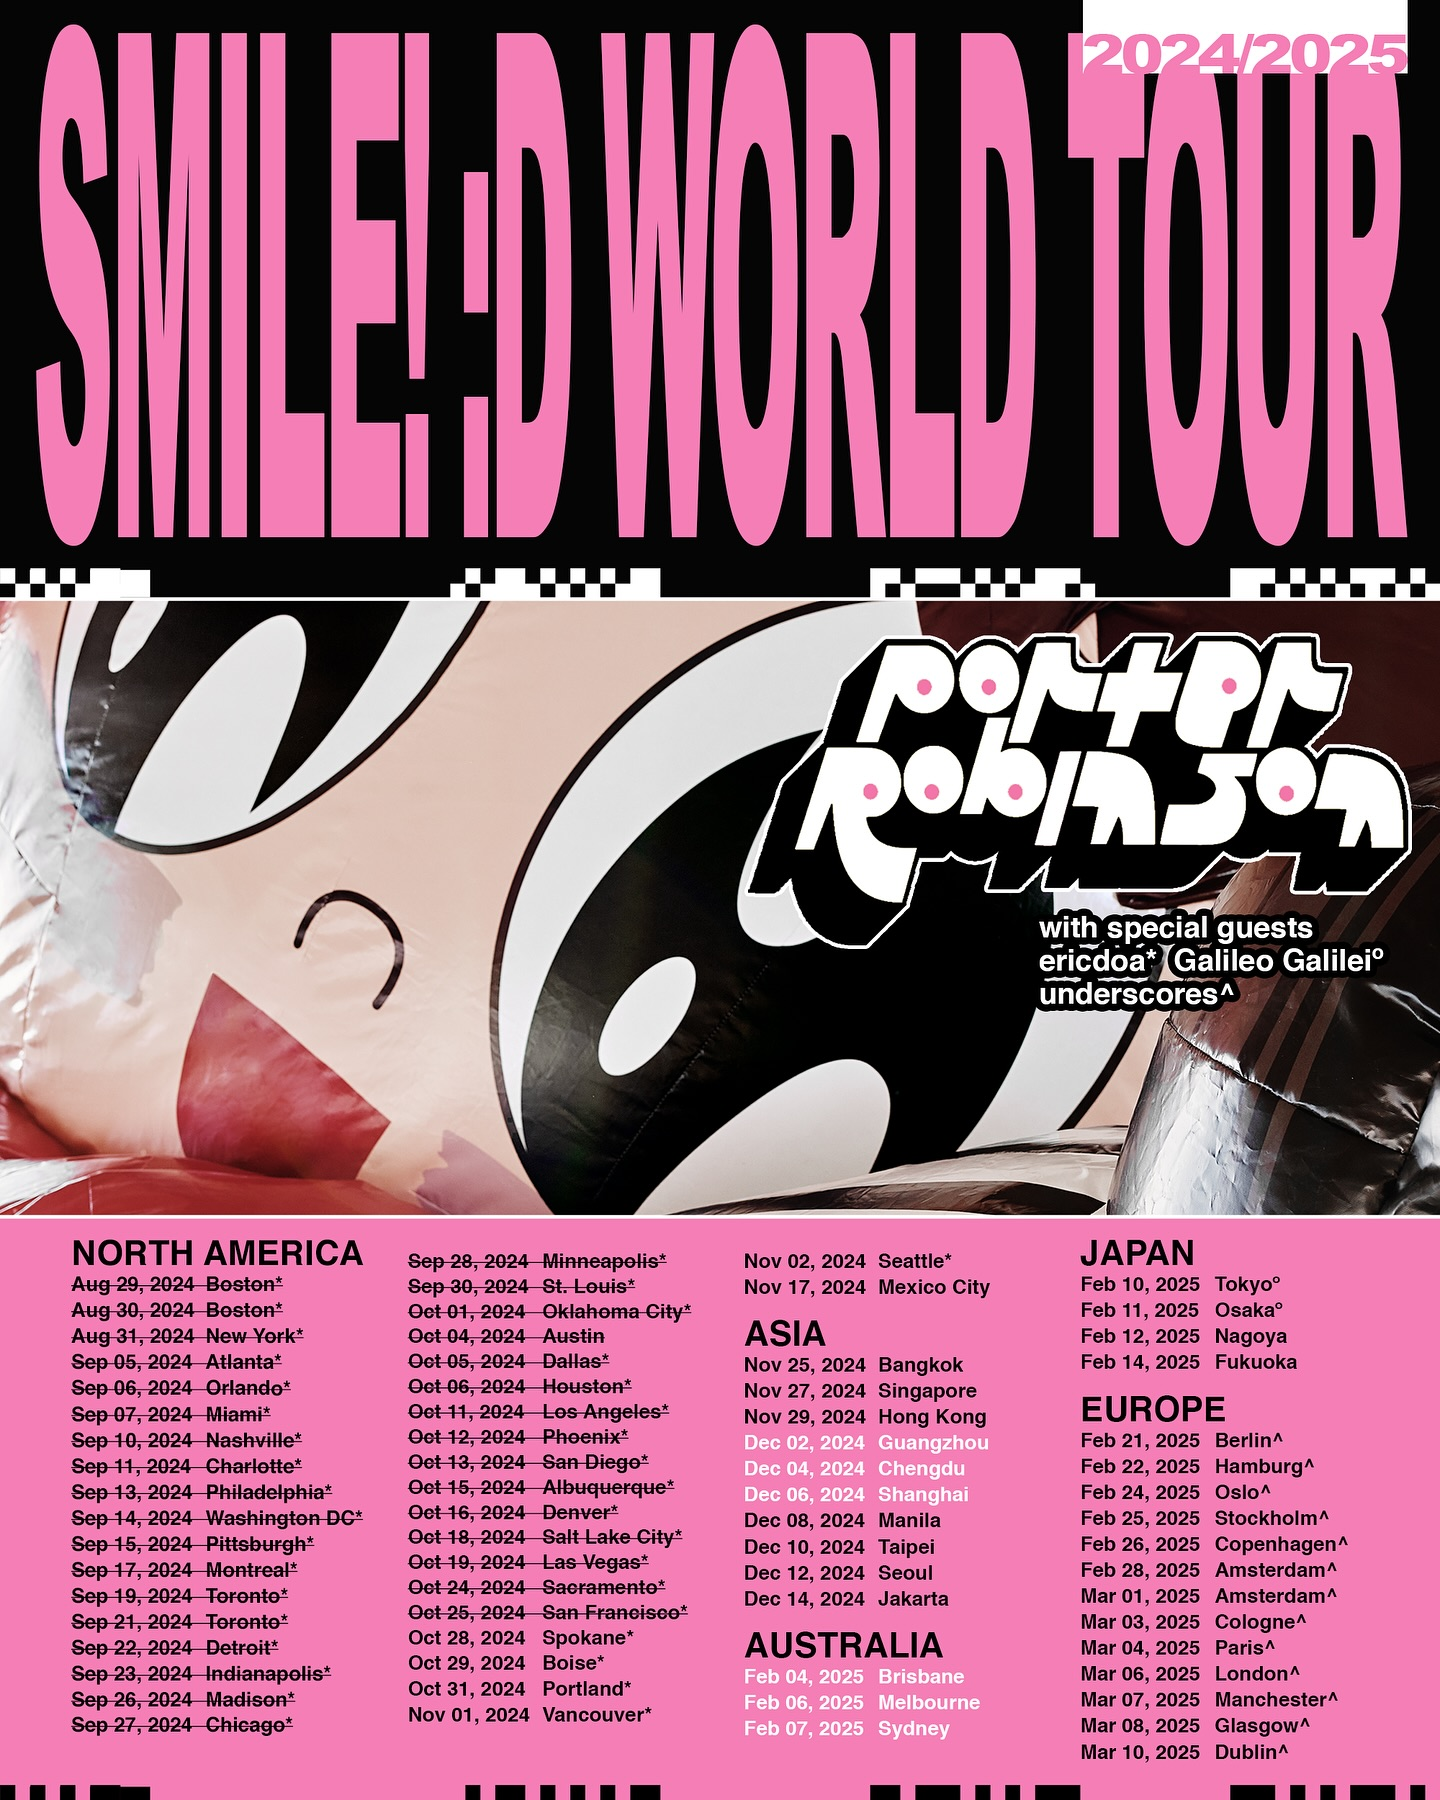 2024/2025
SMILE! :D WORLD TOUR
porter
Robinson
with special guests
ericdoa* Galileo Galileiº
underscores^
NORTH AMERICA
Aug 29, 2024 Boston*
Aug 30, 2024 Boston*
Aug 31, 2024 New York*
Sep 05, 2024 Atlanta*
Sep 06, 2024 Orlando*
Sep 07, 2024 Miami*
Sep 10, 2024 Nashville*
Sep 11, 2024 Charlotte*
Sep 13, 2024 Philadelphia*
Sep 14, 2024 Washington DC*
Sep 15, 2024 Pittsburgh*
Sep 17, 2024 Montreal*
Sep 19, 2024 Toronto*
Sep 21, 2024 Toronto*
Sep 22, 2024 Detroit*
Sep 23, 2024 Indianapolis*
Sep 26, 2024 Madison*
Sep 27, 2024 Chicago*
Sep 28, 2024 Minneapolis*
Sep 30, 2024 St. Louis*
Oct 01, 2024 Oklahoma City*
Oct 04, 2024 Austin
Oct 05, 2024 Dallas*
Oct 06, 2024 Houston*
Oct 11, 2024 Los Angeles*
Oct 12, 2024 Phoenix*
Oct 13, 2024 San Diego*
Oct 15, 2024 Albuquerque*
Oct 16, 2024 Denver*
Oct 18, 2024 Salt Lake City*
Oct 19, 2024 Las Vegas*
Oct 24, 2024 Sacramento*
Oct 25, 2024 San Francisco*
Oct 28, 2024 Spokane*
Oct 29, 2024 Boise*
Oct 31, 2024 Portland*
Nov 01, 2024 Vancouver*
Nov 02, 2024 Seattle*
Nov 17, 2024 Mexico City
ASIA
Nov 25, 2024 Bangkok
Nov 27, 2024 Singapore
Nov 29, 2024 Hong Kong
Dec 02, 2024 Guangzhou
Dec 04, 2024 Chengdu
Dec 06, 2024 Shanghai
Dec 08, 2024 Manila
Dec 10, 2024 Taipei
Dec 12, 2024 Seoul
Dec 14, 2024 Jakarta
AUSTRALIA
Feb 04, 2025 Brisbane
Feb 06, 2025 Melbourne
Feb 07, 2025 Sydney
JAPAN
Feb 10, 2025 Tokyoº
Feb 11, 2025 Osakaº
Feb 12, 2025 Nagoya
Feb 14, 2025 Fukuoka
EUROPE
Feb 21, 2025 Berlin^
Feb 22, 2025 Hamburg^
Feb 24, 2025 Oslo^
Feb 25, 2025 Stockholm^
Feb 26, 2025 Copenhagen^
Feb 28, 2025 Amsterdam^
Mar 01, 2025 Amsterdam^
Mar 03, 2025 Cologne^
Mar 04, 2025 Paris^
Mar 06, 2025 London^
Mar 07, 2025 Manchester^
Mar 08, 2025 Glasgow^
Mar 10, 2025 Dublin^